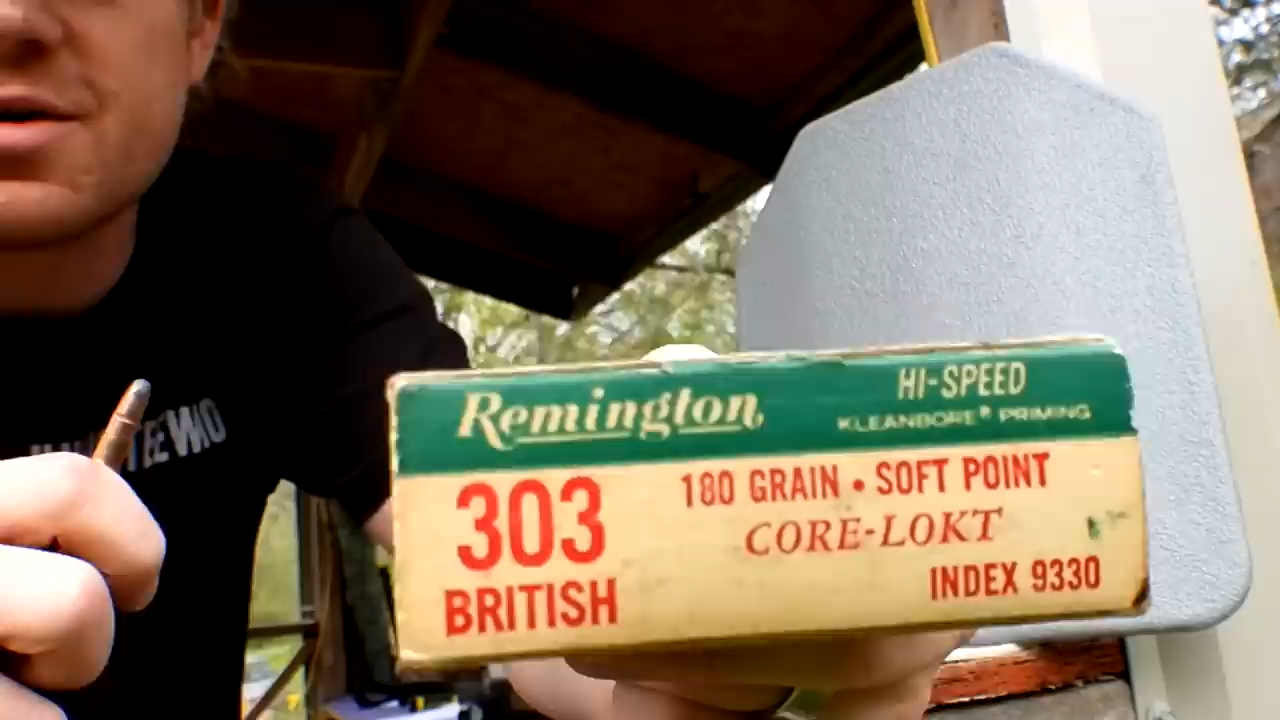 Remington
HI-SPEED
KLEANBORE® PRIMING
303
BRITISH
180 GRAIN • SOFT POINT
CORE-LOKT
INDEX 9330